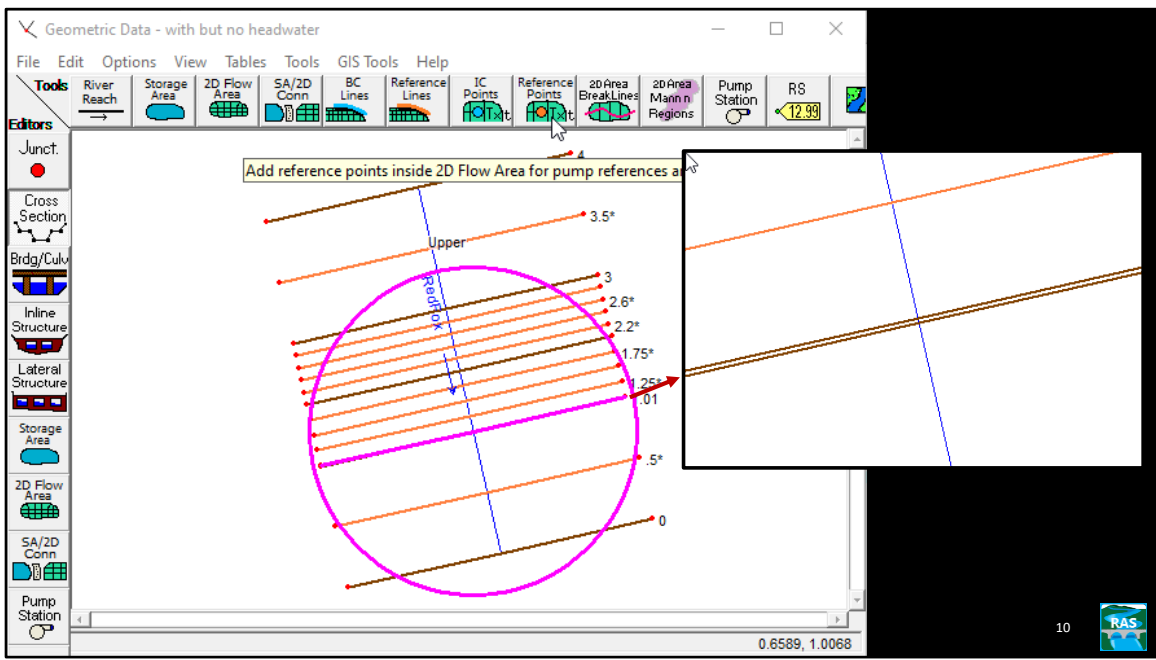 Geometric Data - with but no headwater
File Edit Options View Tables Tools GIS Tools Help
Tools
Editors
River
Reach
Storage
Area
2D Flow
Area
SA/2D
Conn
BC
Lines
Reference
Lines
IC
Points
Reference
Points
2D Area
BreakLines
2D Area
Mann n
Regions
Pump
Station
RS
12.99
Junct.
Cross
Section
Brdg/Culv
Inline
Structure
Lateral
Structure
Storage
Area
2D Flow
Area
SA/2D
Conn
Pump
Station
Add reference points inside 2D Flow Area for pump references a
4
3.5*
Upper
RedFox
3
2.6*
2.2*
1.75*
1.25*
.01
.5*
0
0.6589, 1.0068
10
RAS